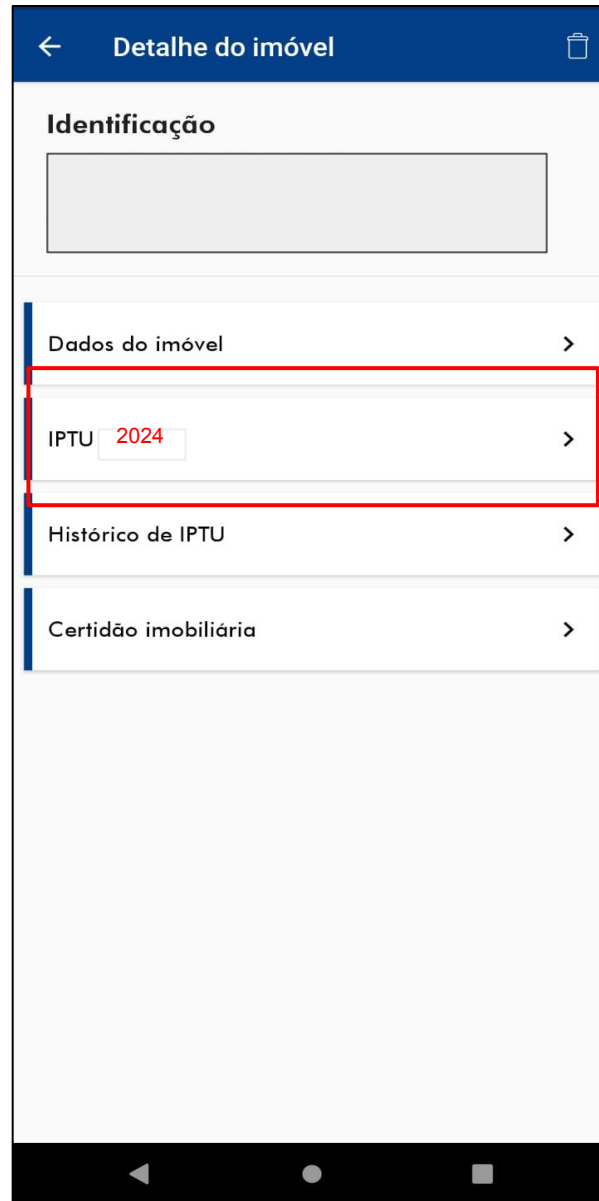 Detalhe do imóvel
Identificação
Dados do imóvel
IPTU 2024
Histórico de IPTU
Certidão imobiliária